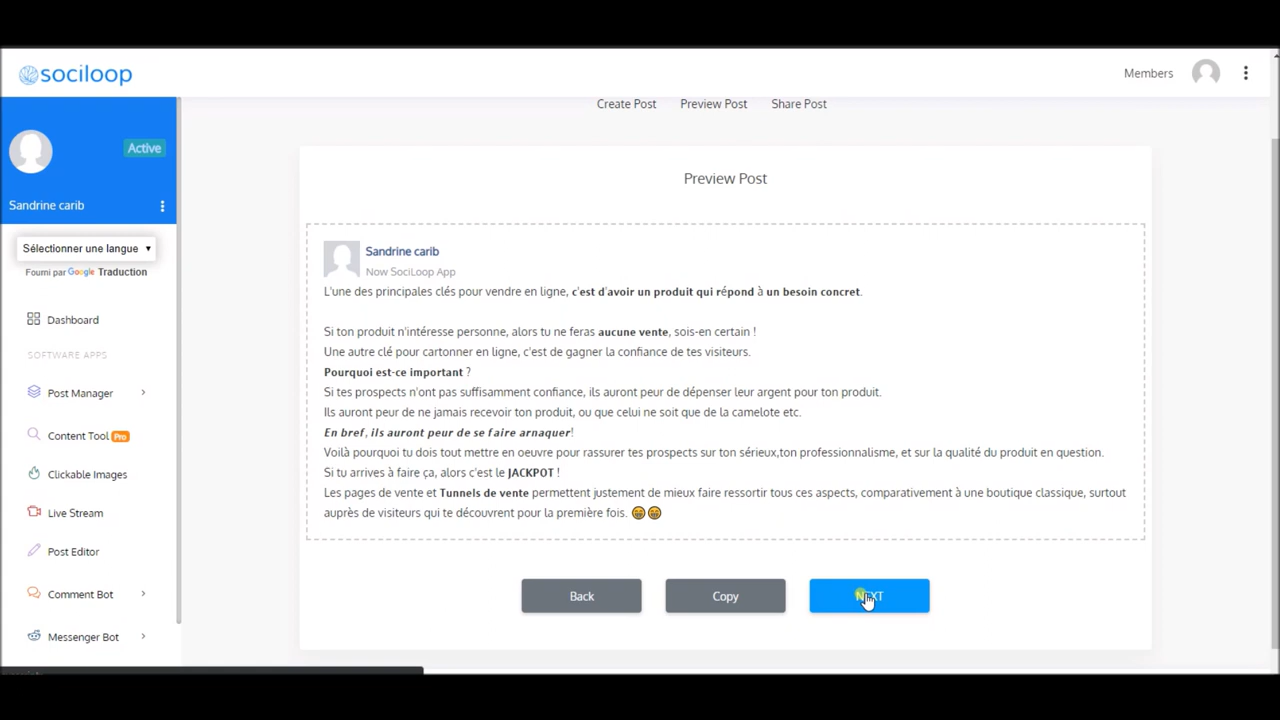 sociloop
Members
Create Post
Preview Post
Share Post
Active
Sandrine carib
Sélectionner une langue
Fourni par Google Traduction
Dashboard
SOFTWARE APPS
Post Manager
Content Tool Pro
Clickable Images
Live Stream
Post Editor
Comment Bot
Messenger Bot
Preview Post
Sandrine carib
Now SociLoop App
L'une des principales clés pour vendre en ligne, c'est d'avoir un produit qui répond à un besoin concret.
Si ton produit n'intéresse personne, alors tu ne feras aucune vente, sois-en certain !
Une autre clé pour cartonner en ligne, c'est de gagner la confiance de tes visiteurs.
Pourquoi est-ce important ?
Si tes prospects n'ont pas suffisamment confiance, ils auront peur de dépenser leur argent pour ton produit.
Ils auront peur de ne jamais recevoir ton produit, ou que celui ne soit que de la camelote etc.
En bref, ils auront peur de se faire arnaquer!
Voilà pourquoi tu dois tout mettre en oeuvre pour rassurer tes prospects sur ton sérieux,ton professionnalisme, et sur la qualité du produit en question.
Si tu arrives à faire ça, alors c'est le JACKPOT !
Les pages de vente et Tunnels de vente permettent justement de mieux faire ressortir tous ces aspects, comparativement à une boutique classique, surtout
auprès de visiteurs qui te découvrent pour la première fois. 😁😁
Back
Copy
NEXT